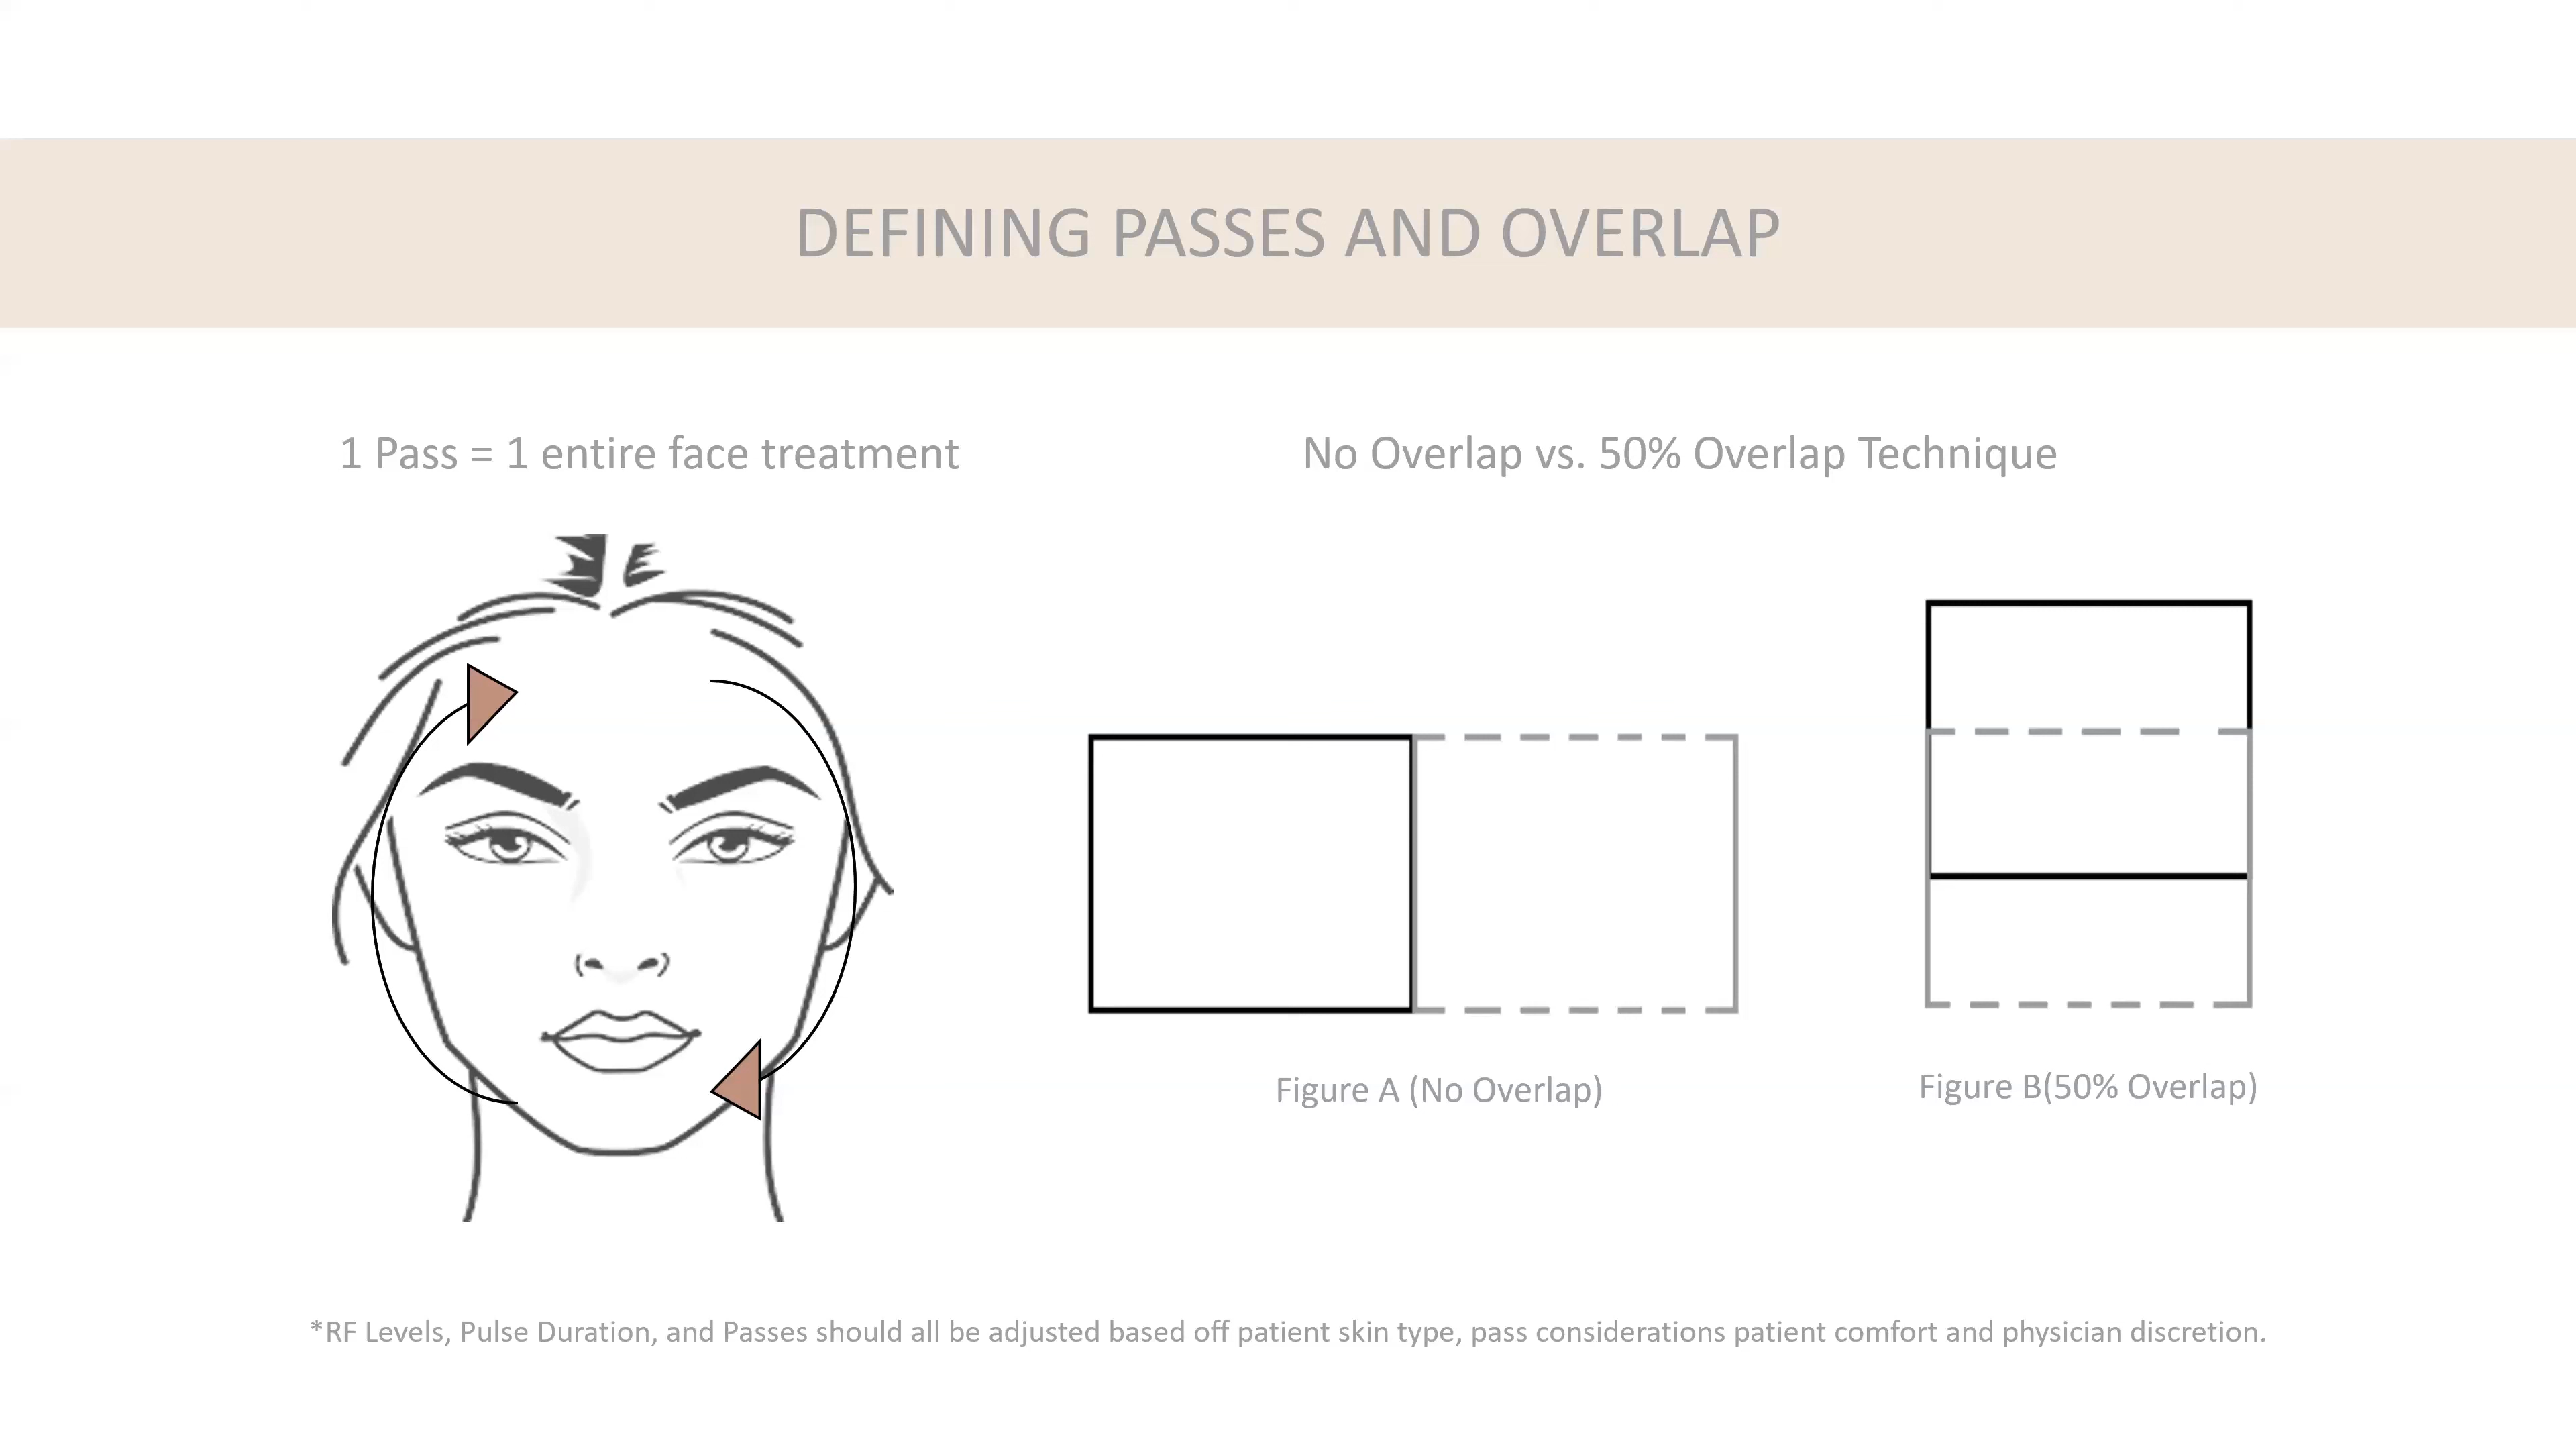 DEFINING PASSES AND OVERLAP
1 Pass = 1 entire face treatment
No Overlap vs. 50% Overlap Technique
Figure A (No Overlap)
Figure B(50% Overlap)
*RF Levels, Pulse Duration, and Passes should all be adjusted based off patient skin type, pass considerations patient comfort and physician discretion.